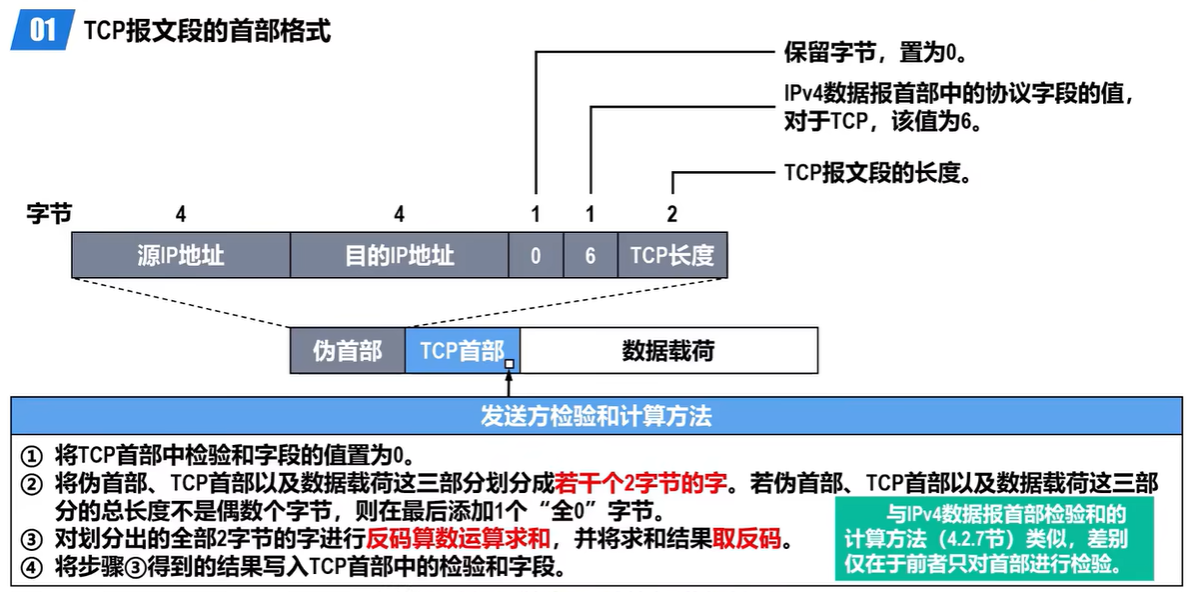 01 TCP报文段的首部格式
保留字节，置为0。
IPv4数据报首部中的协议字段的值，
对于TCP，该值为6。
TCP报文段的长度。
字节 4 4 1 1 2
源IP地址 目的IP地址 0 6 TCP长度
伪首部 TCP首部 数据载荷
发送方检验和计算方法
① 将TCP首部中检验和字段的值置为0。
② 将伪首部、TCP首部以及数据载荷这三部分划分成若干个2字节的字。若伪首部、TCP首部以及数据载荷这三部
分的总长度不是偶数个字节，则在最后添加1个“全0”字节。
③ 对划分出的全部2字节的字进行反码算数运算求和，并将求和结果取反码。
④ 将步骤③得到的结果写入TCP首部中的检验和字段。
与IPv4数据报首部检验和的
计算方法（4.2.7节）类似，差别
仅在于前者只对首部进行检验。